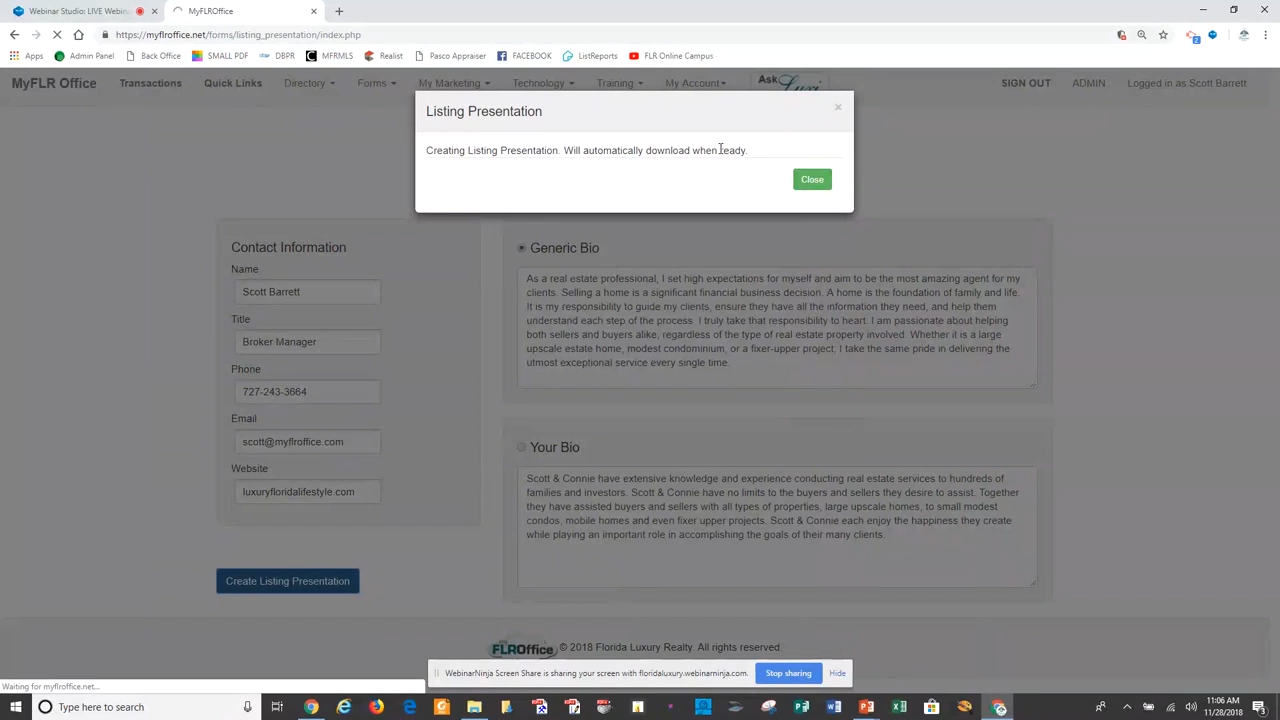 Webinar Studio: LIVE Webina
MyFLROffice
https://myflroffice.net/forms/listing_presentation/index.php
Apps Admin Panel Back Office SMALL PDF DBPR MFRMLS Realist Pasco Appraiser FACEBOOK ListReports FLR Online Campus
MyFLR Office Transactions Quick Links Directory Forms My Marketing Technology Training My Account Ask Luxi SIGN OUT ADMIN Logged in as Scott Barrett
Listing Presentation
×
Creating Listing Presentation. Will automatically download when ready.
Close
Contact Information
Name
Scott Barrett
Title
Broker Manager
Phone
727-243-3664
Email
scott@myflroffice.com
Website
luxuryfloridalifestyle.com
Create Listing Presentation
Generic Bio
As a real estate professional, I set high expectations for myself and aim to be the most amazing agent for my
clients. Selling a home is a significant financial business decision. A home is the foundation of family and life.
It is my responsibility to guide my clients, ensure they have all the information they need, and help them
understand each step of the process. I truly take that responsibility to heart. I am passionate about helping
both sellers and buyers alike, regardless of the type of real estate property involved. Whether it is a large
upscale estate home, modest condominium, or a fixer-upper project, I take the same pride in delivering the
utmost exceptional service every single time.
Your Bio
Scott & Connie have extensive knowledge and experience conducting real estate services to hundreds of
families and investors. Scott & Connie have no limits to the buyers and sellers they desire to assist. Together
they have assisted buyers and sellers with all types of properties, large upscale homes, to small modest
condos, mobile homes and even fixer upper projects. Scott & Connie each enjoy the happiness they create
while playing an important role in accomplishing the goals of their many clients.
FLROffice © 2018 Florida Luxury Realty. All rights reserved
WebinarNinja Screen Share is sharing your screen with floridaluxury.webinarninja.com. Stop sharing Hide
Waiting for myflroffice.net...
Type here to search
11:06 AM
11/28/2018